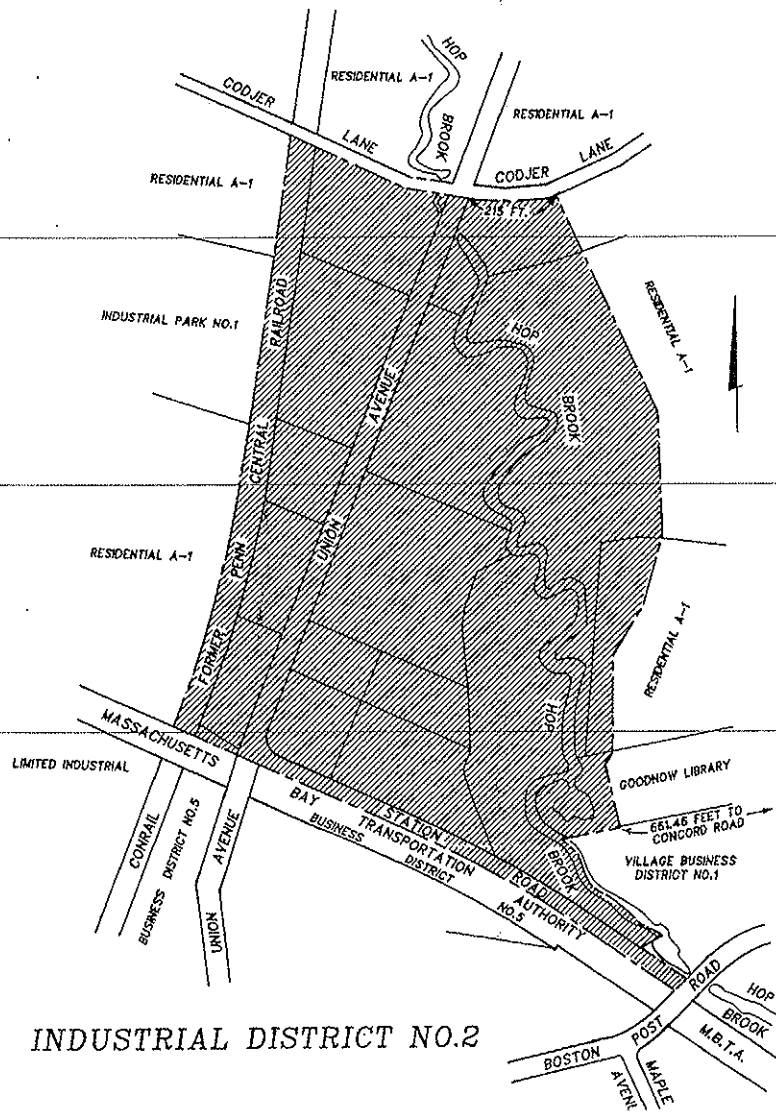 HOP
BROOK
RESIDENTIAL A-1
RESIDENTIAL A-1
CODJER
LANE
CODJER
LANE
RESIDENTIAL A-1
215 FT.
RESIDENTIAL A-1
INDUSTRIAL PARK NO.1
RAILROAD
CENTRAL
PENN
FORMER
HOP
BROOK
AVENUE
UNION
RESIDENTIAL A-1
RESIDENTIAL A-1
HOP
BROOK
MASSACHUSETTS
BAY
TRANSPORTATION
AUTHORITY
STATION
ROAD
BUSINESS
DISTRICT
NO.5
LIMITED INDUSTRIAL
GOODNOW LIBRARY
661.46 FEET TO
CONCORD ROAD
VILLAGE BUSINESS
DISTRICT NO.1
CONRAIL
BUSINESS DISTRICT NO.5
UNION
AVENUE
HOP
BROOK
M.B.T.A.
BOSTON
POST
ROAD
MAPLE
AVENU
INDUSTRIAL DISTRICT NO.2